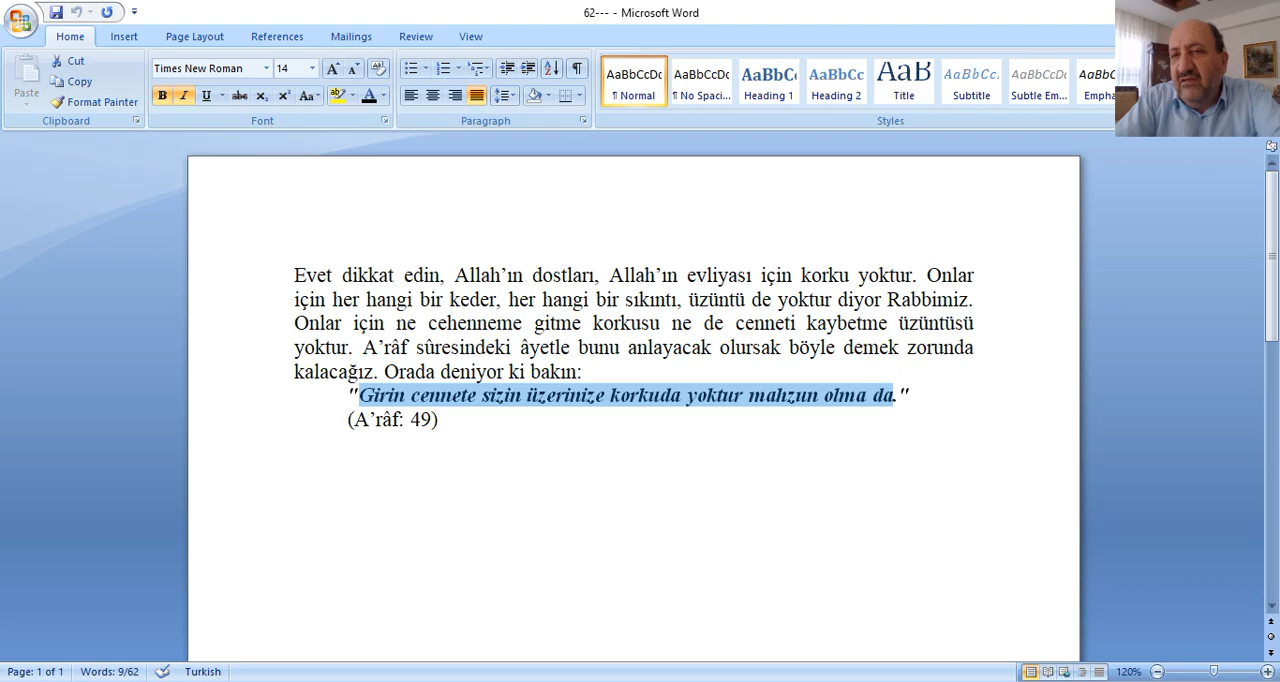 62--- - Microsoft Word
Home Insert Page Layout References Mailings Review View
Paste
Cut
Copy
Format Painter
Clipboard
Times New Roman 14
B I U abe X₂ X² Aa
Font
Paragraph
AaBbCcDc AaBbCcDc AaBbC AaBbCc AaB AaBbCc. AaBbCcDc AaBbC
¶ Normal ¶ No Spaci... Heading 1 Heading 2 Title Subtitle Subtle Em... Empha
Styles
Evet dikkat edin, Allah’ın dostları, Allah’ın evliyası için korku yoktur. Onlar
için her hangi bir keder, her hangi bir sıkıntı, üzüntü de yoktur diyor Rabbimiz.
Onlar için ne cehenneme gitme korkusu ne de cenneti kaybetme üzüntüsü
yoktur. A’râf sûresindeki âyetle bunu anlayacak olursak böyle demek zorunda
kalacağız. Orada deniyor ki bakın:
"Girin cennete sizin üzerinize korkuda yoktur mahzun olma da."
(A’râf: 49)
Page: 1 of 1 Words: 9/62 Turkish 120%